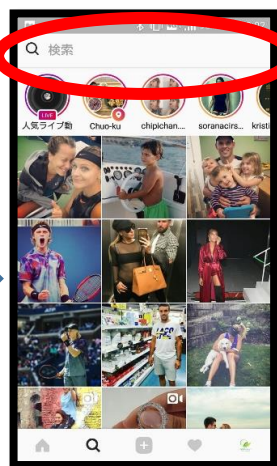 検索
人気ライブ動
LIVE
Chuo-ku
chipichan....
soranacirs...
kristi